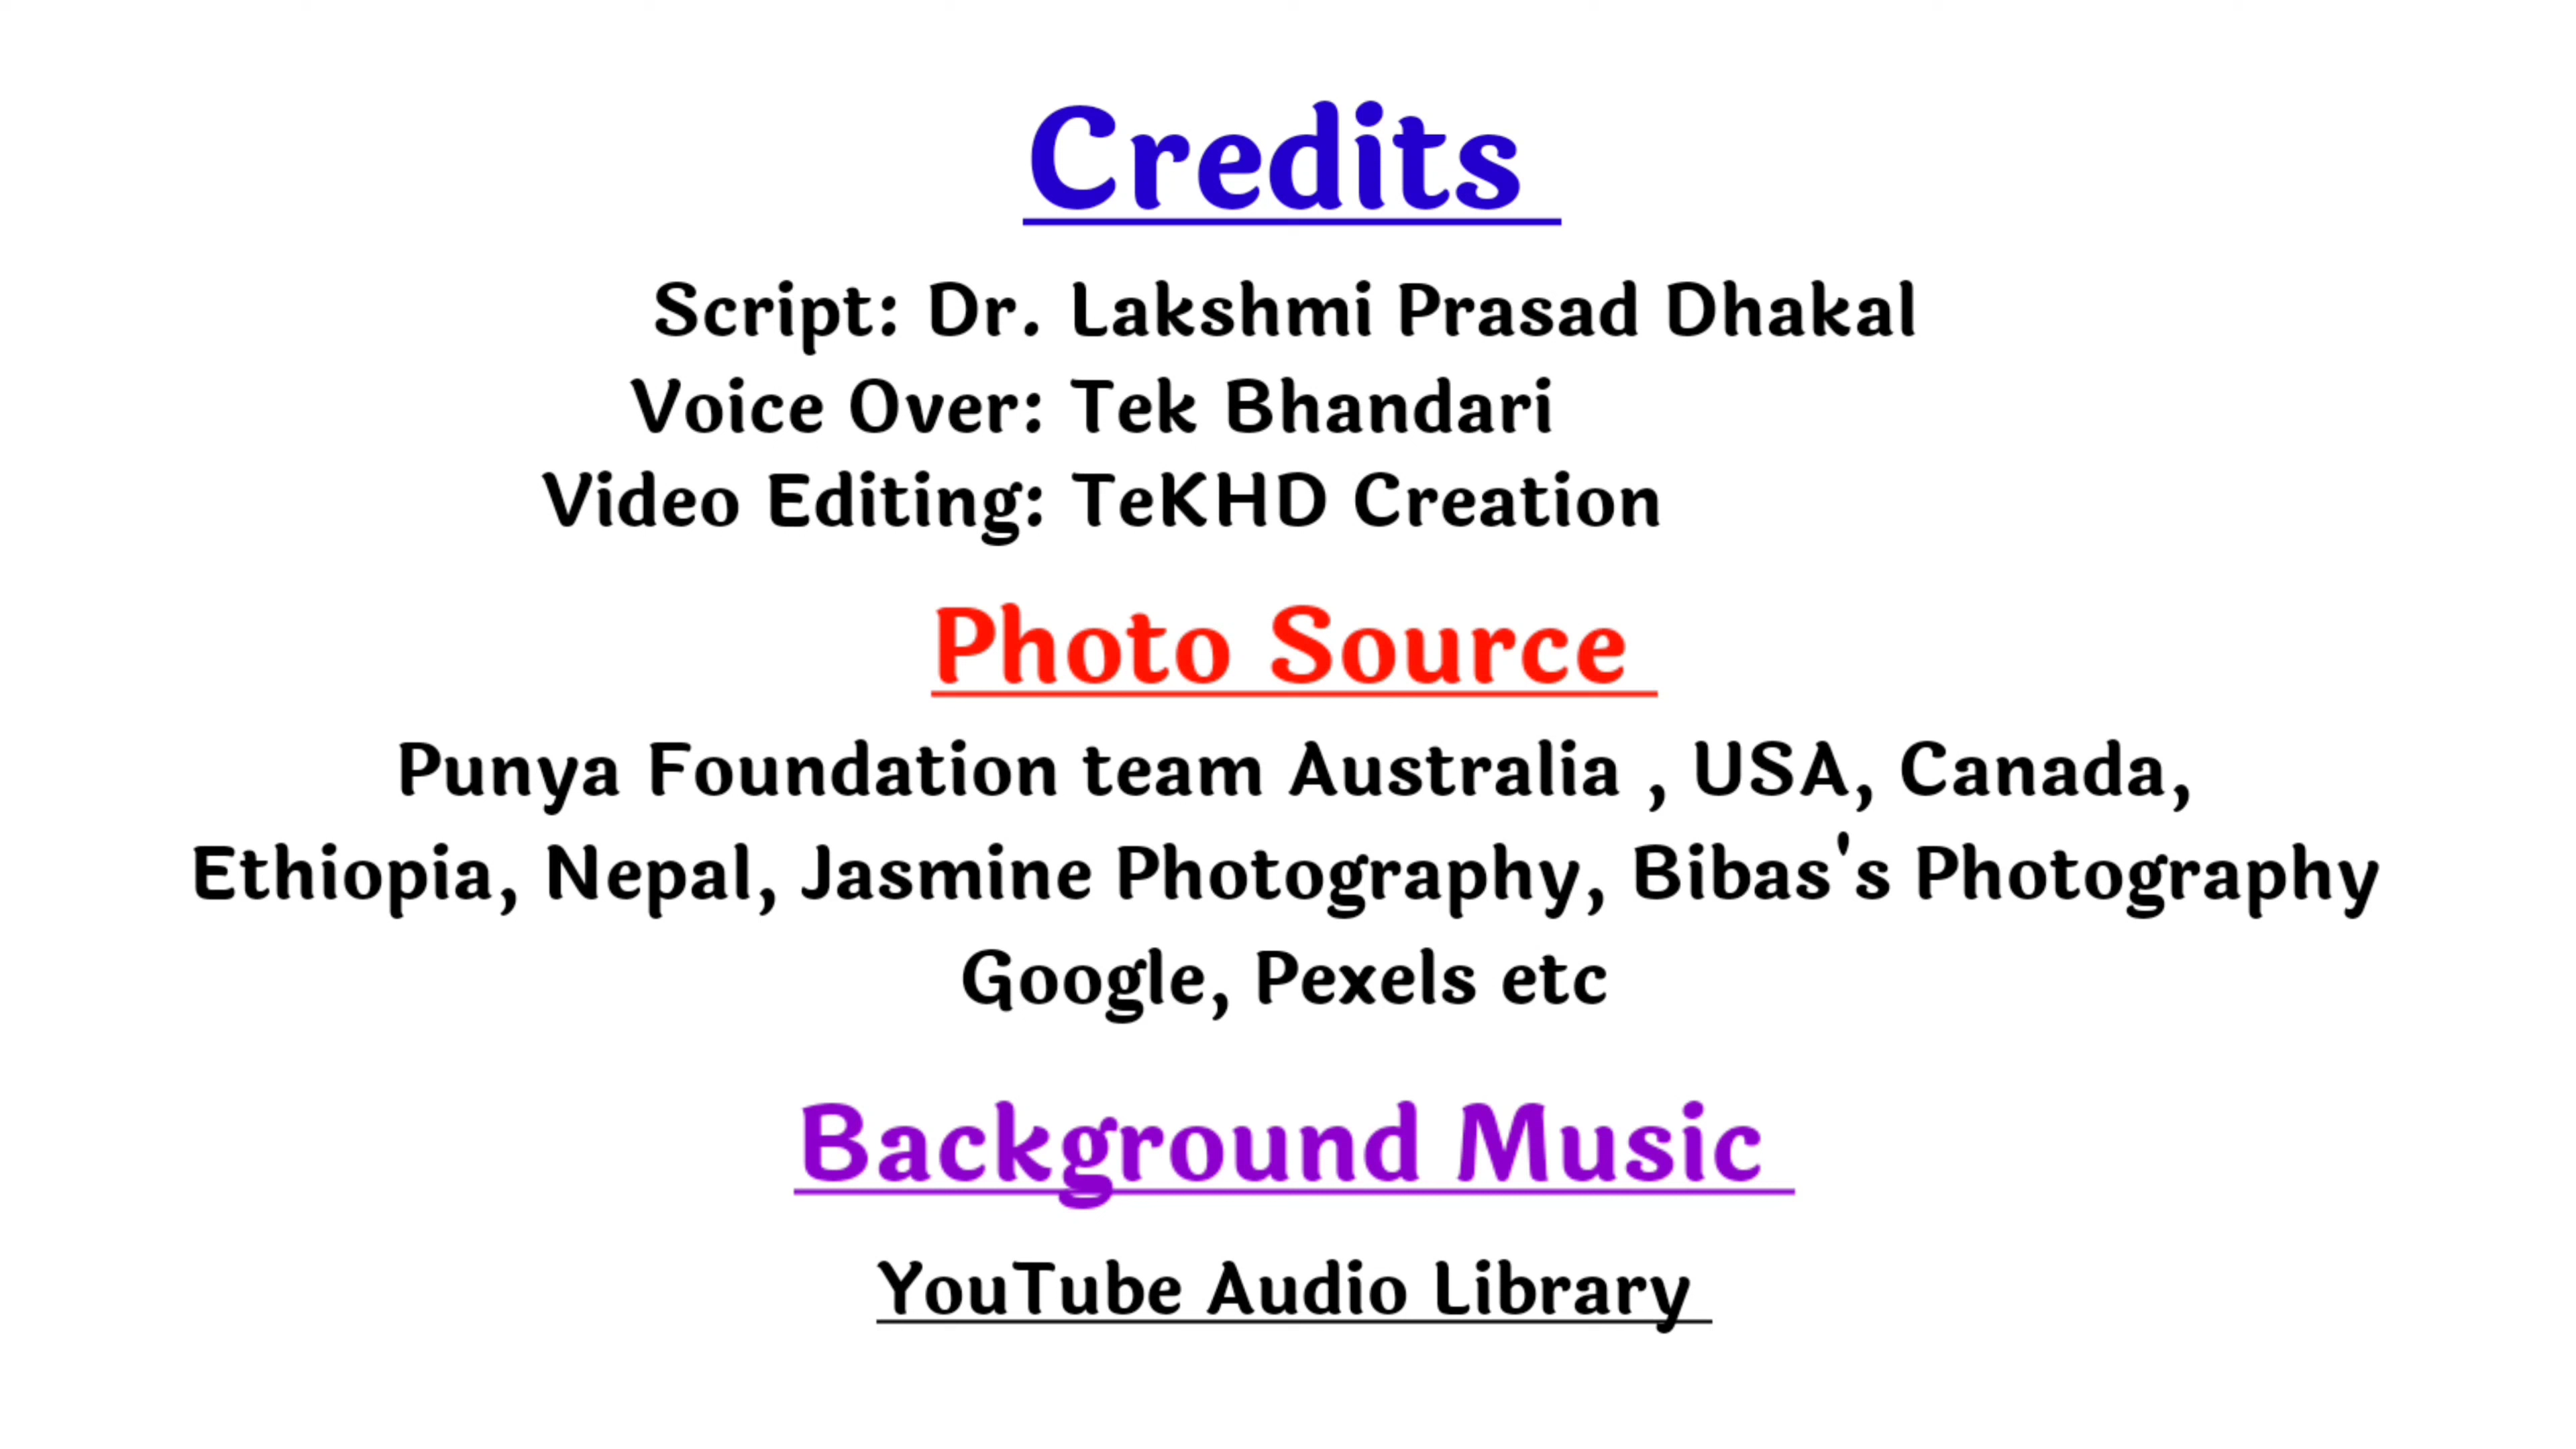 Credits
Script: Dr. Lakshmi Prasad Dhakal
Voice Over: Tek Bhandari
Video Editing: TeKHD Creation
Photo Source
Punya Foundation team Australia , USA, Canada,
Ethiopia, Nepal, Jasmine Photography, Bibas's Photography
Google, Pexels etc
Background Music
YouTube Audio Library